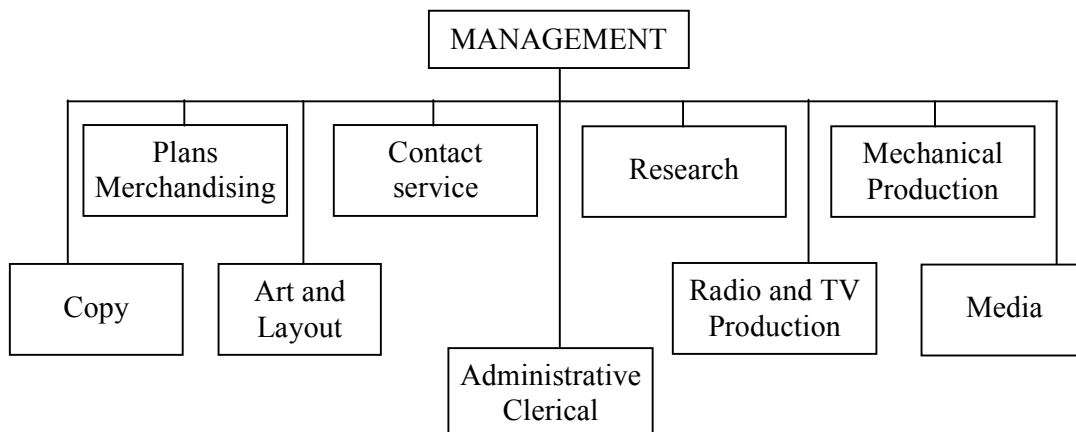 MANAGEMENT
Plans
Merchandising
Contact
service
Research
Mechanical
Production
Copy
Art and
Layout
Radio and TV
Production
Media
Administrative
Clerical